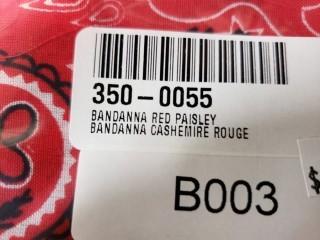 350-0055
BANDANNA RED PAISLEY
BANDANNA CASHEMIRE ROUGE
B003
$